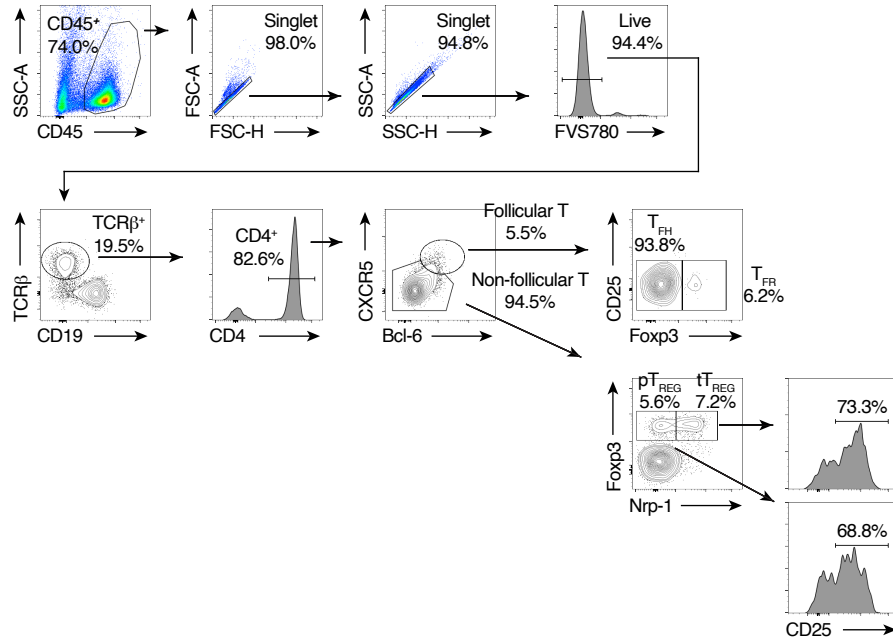 CD45⁺
74.0%
SSC-A
CD45
Singlet
98.0%
FSC-A
FSC-H
Singlet
94.8%
SSC-A
SSC-H
Live
94.4%
FVS780
TCRβ⁺
19.5%
TCRβ
CD19
CD4⁺
82.6%
CD4
Follicular T
5.5%
Non-follicular T
94.5%
CXCR5
Bcl-6
T_FH
93.8%
T_FR
6.2%
CD25
Foxp3
pT_REG tT_REG
5.6% 7.2%
Foxp3
Nrp-1
73.3%
68.8%
CD25